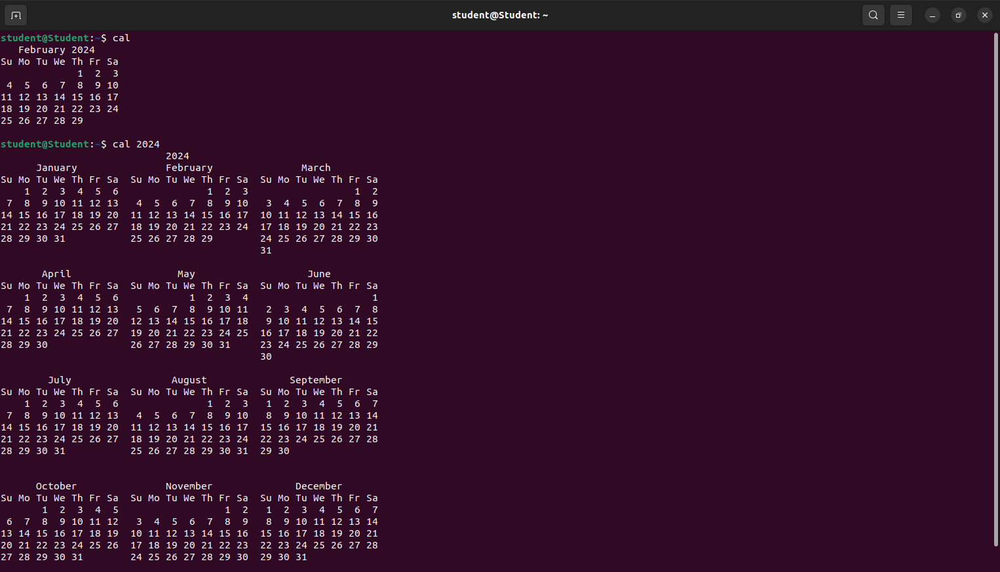 student@Student: ~
student@Student:~$ cal
   February 2024
Su Mo Tu We Th Fr Sa
             1  2  3
 4  5  6  7  8  9 10
11 12 13 14 15 16 17
18 19 20 21 22 23 24
25 26 27 28 29

student@Student:~$ cal 2024
                            2024
      January               February               March
Su Mo Tu We Th Fr Sa  Su Mo Tu We Th Fr Sa  Su Mo Tu We Th Fr Sa
    1  2  3  4  5  6               1  2  3                  1  2
 7  8  9 10 11 12 13   4  5  6  7  8  9 10   3  4  5  6  7  8  9
14 15 16 17 18 19 20  11 12 13 14 15 16 17  10 11 12 13 14 15 16
21 22 23 24 25 26 27  18 19 20 21 22 23 24  17 18 19 20 21 22 23
28 29 30 31           25 26 27 28 29        24 25 26 27 28 29 30
                                            31

       April                  May                   June
Su Mo Tu We Th Fr Sa  Su Mo Tu We Th Fr Sa  Su Mo Tu We Th Fr Sa
    1  2  3  4  5  6            1  2  3  4                     1
 7  8  9 10 11 12 13   5  6  7  8  9 10 11   2  3  4  5  6  7  8
14 15 16 17 18 19 20  12 13 14 15 16 17 18   9 10 11 12 13 14 15
21 22 23 24 25 26 27  19 20 21 22 23 24 25  16 17 18 19 20 21 22
28 29 30              26 27 28 29 30 31     23 24 25 26 27 28 29
                                            30

        July                 August              September
Su Mo Tu We Th Fr Sa  Su Mo Tu We Th Fr Sa  Su Mo Tu We Th Fr Sa
    1  2  3  4  5  6               1  2  3   1  2  3  4  5  6  7
 7  8  9 10 11 12 13   4  5  6  7  8  9 10   8  9 10 11 12 13 14
14 15 16 17 18 19 20  11 12 13 14 15 16 17  15 16 17 18 19 20 21
21 22 23 24 25 26 27  18 19 20 21 22 23 24  22 23 24 25 26 27 28
28 29 30 31           25 26 27 28 29 30 31  29 30

      October               November              December
Su Mo Tu We Th Fr Sa  Su Mo Tu We Th Fr Sa  Su Mo Tu We Th Fr Sa
       1  2  3  4  5                  1  2   1  2  3  4  5  6  7
 6  7  8  9 10 11 12   3  4  5  6  7  8  9   8  9 10 11 12 13 14
13 14 15 16 17 18 19  10 11 12 13 14 15 16  15 16 17 18 19 20 21
20 21 22 23 24 25 26  17 18 19 20 21 22 23  22 23 24 25 26 27 28
27 28 29 30 31        24 25 26 27 28 29 30  29 30 31